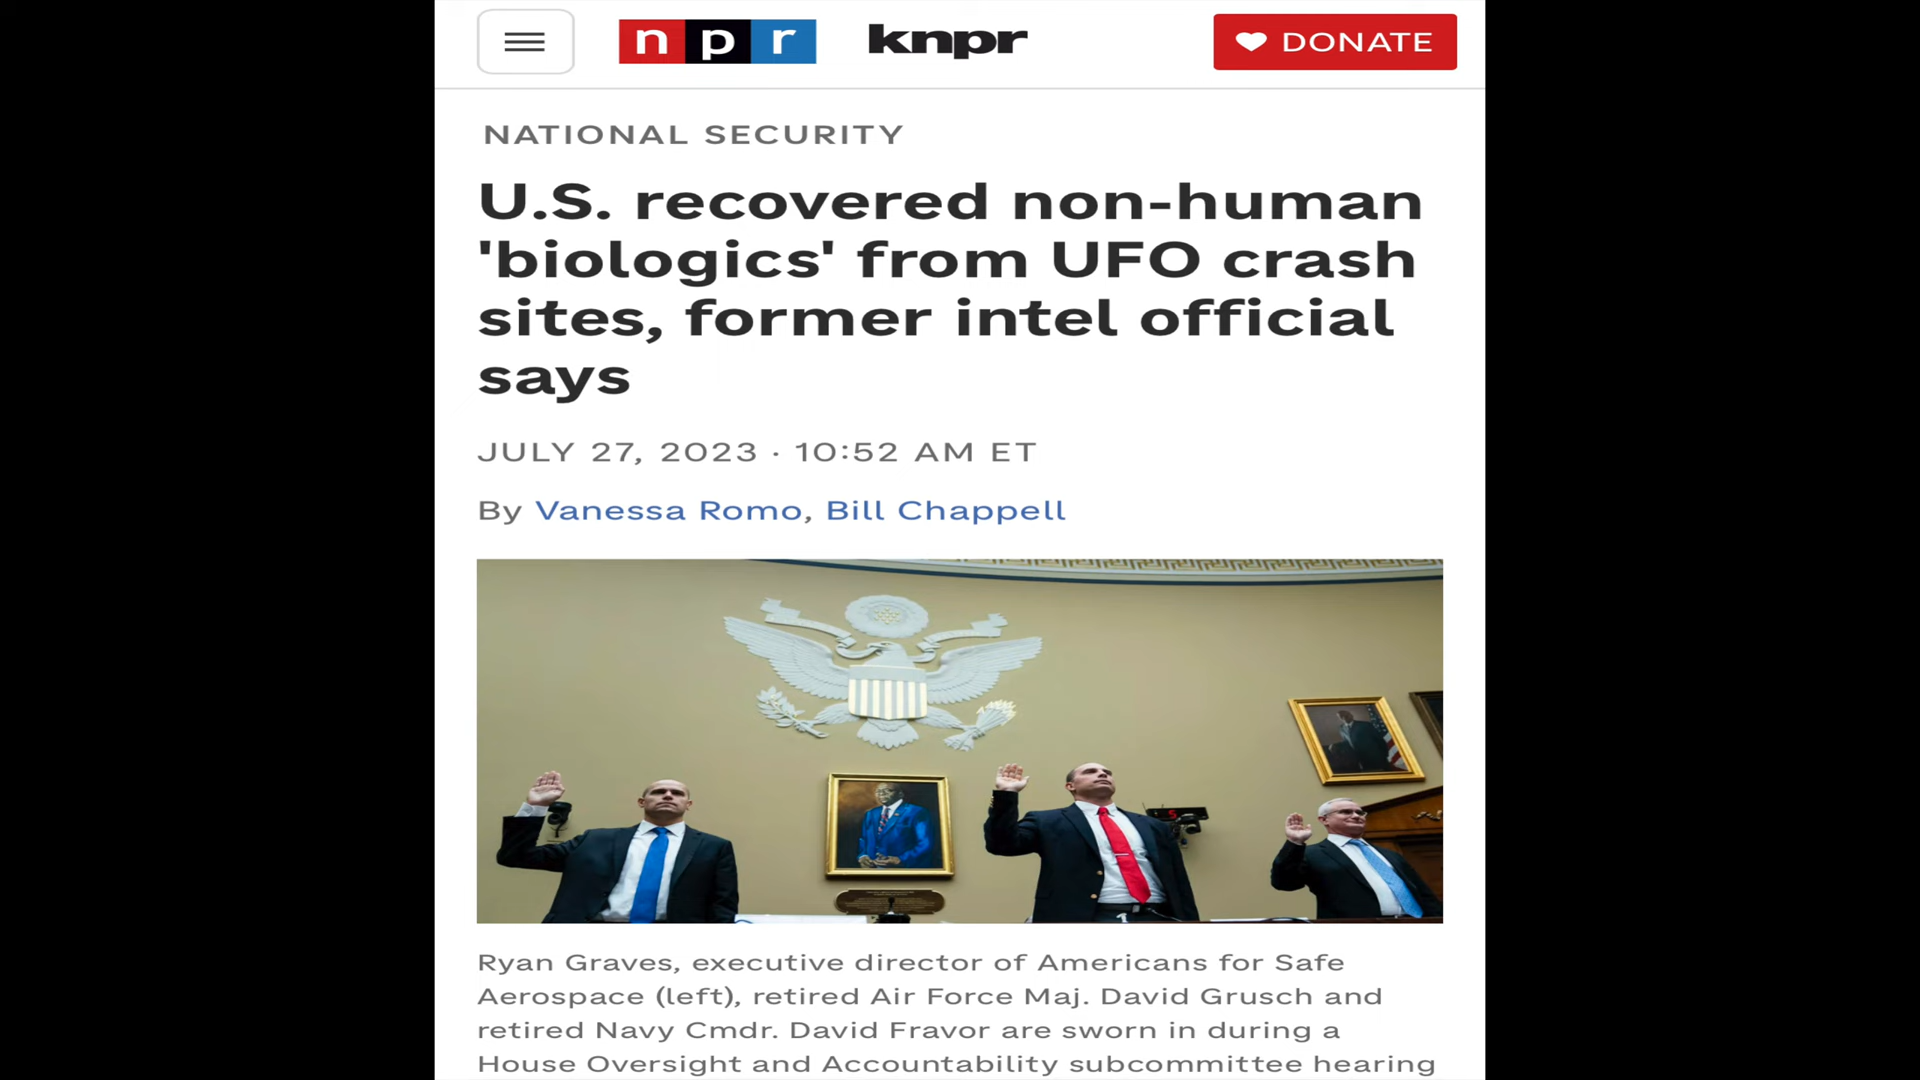 npr knpr DONATE
NATIONAL SECURITY
U.S. recovered non-human
'biologics' from UFO crash
sites, former intel official
says
JULY 27, 2023 · 10:52 AM ET
By Vanessa Romo, Bill Chappell
5
Ryan Graves, executive director of Americans for Safe
Aerospace (left), retired Air Force Maj. David Grusch and
retired Navy Cmdr. David Fravor are sworn in during a
House Oversight and Accountability subcommittee hearing